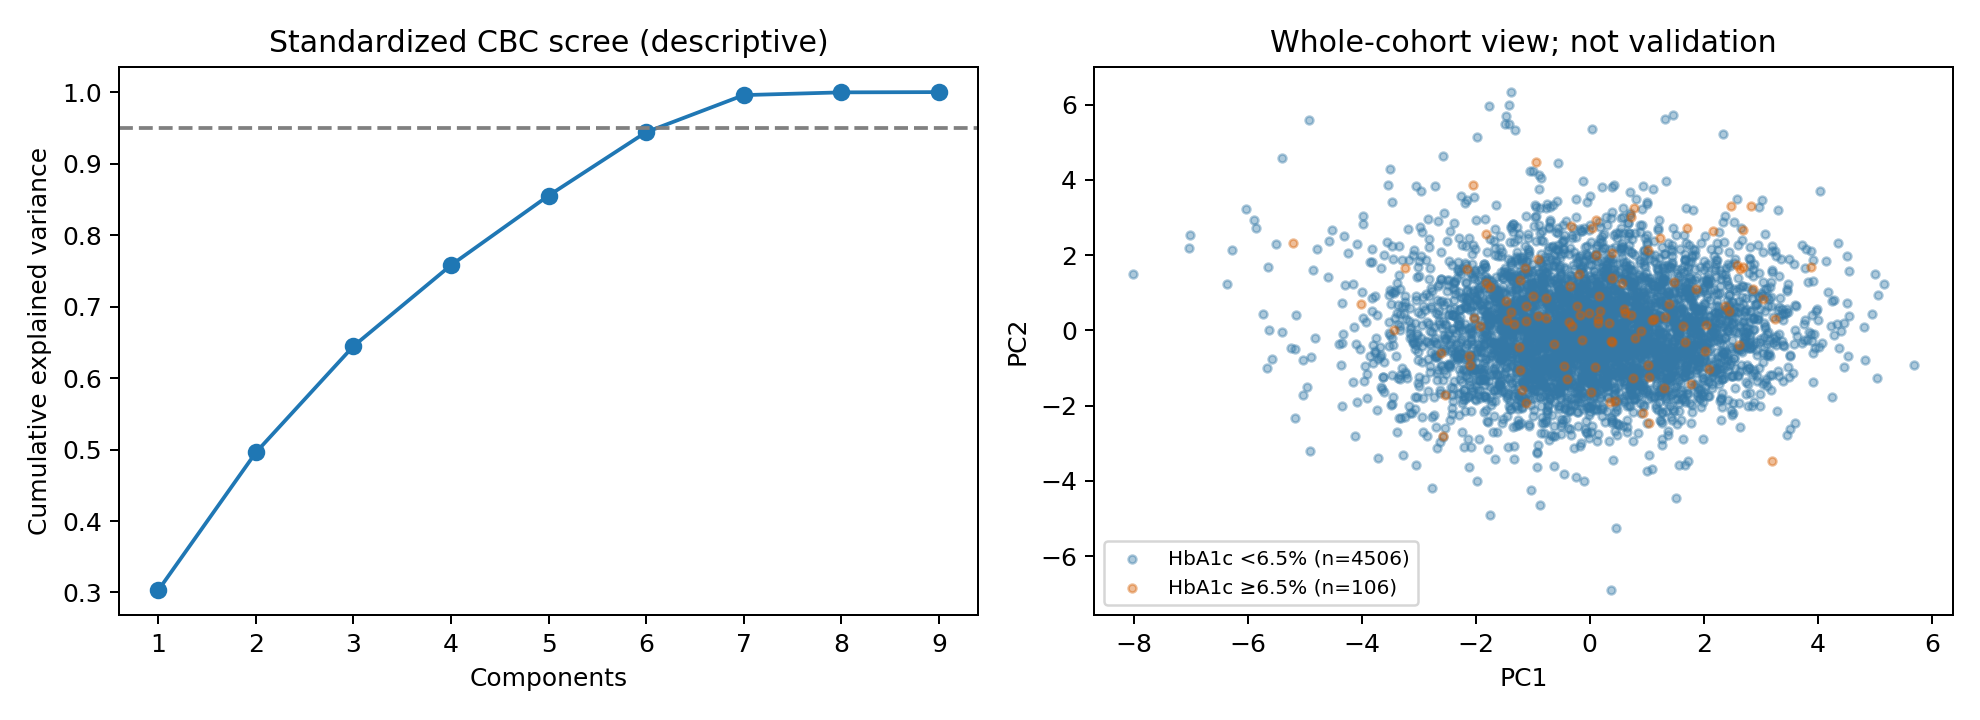 Standardized CBC scree (descriptive)
Cumulative explained variance
1.0
0.9
0.8
0.7
0.6
0.5
0.4
0.3
1 2 3 4 5 6 7 8 9
Components
Whole-cohort view; not validation
PC2
6
4
2
0
−2
−4
−6
HbA1c <6.5% (n=4506)
HbA1c ≥6.5% (n=106)
−8 −6 −4 −2 0 2 4 6
PC1